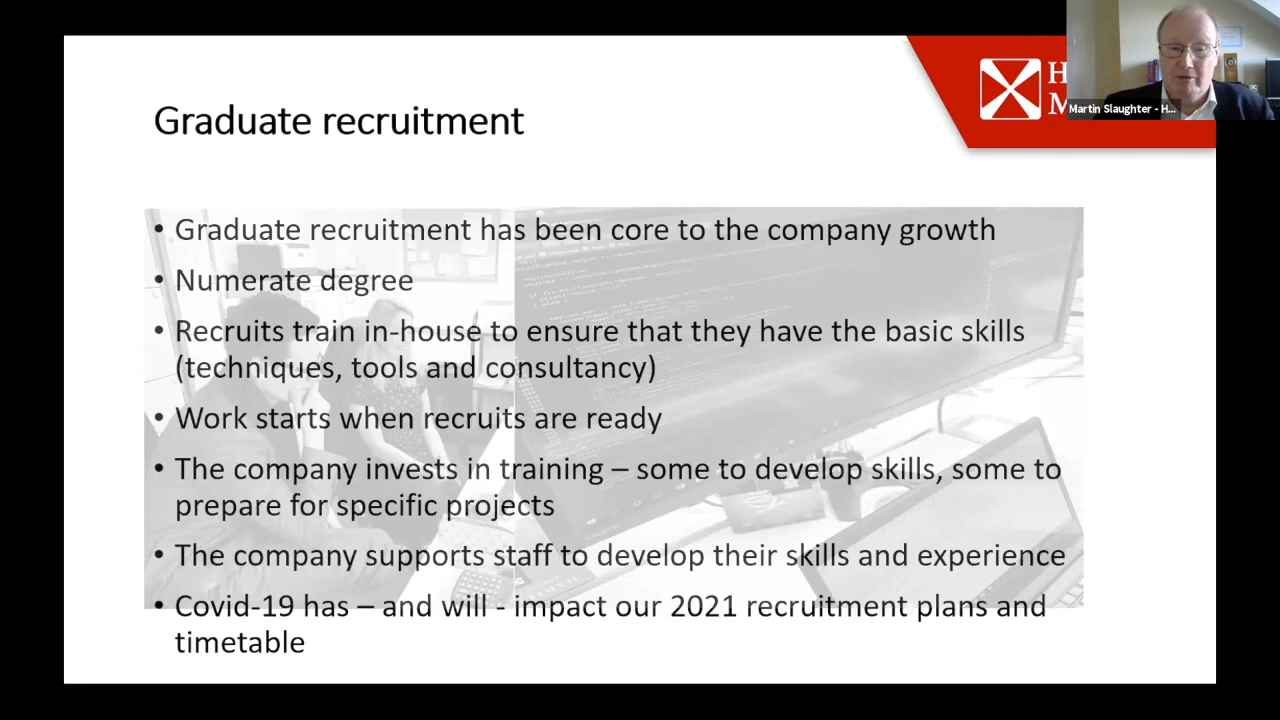 Graduate recruitment
H
M
Martin Slaughter - H...
• Graduate recruitment has been core to the company growth
• Numerate degree
• Recruits train in-house to ensure that they have the basic skills
(techniques, tools and consultancy)
• Work starts when recruits are ready
• The company invests in training – some to develop skills, some to
prepare for specific projects
• The company supports staff to develop their skills and experience
• Covid-19 has – and will - impact our 2021 recruitment plans and
timetable